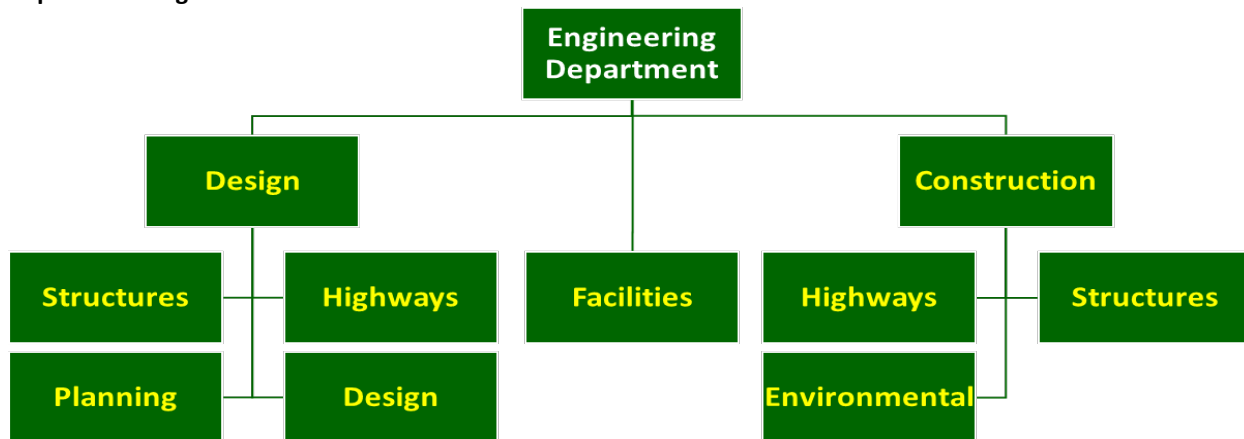 Engineering
Department
Design
Construction
Structures
Highways
Facilities
Highways
Structures
Planning
Design
Environmental